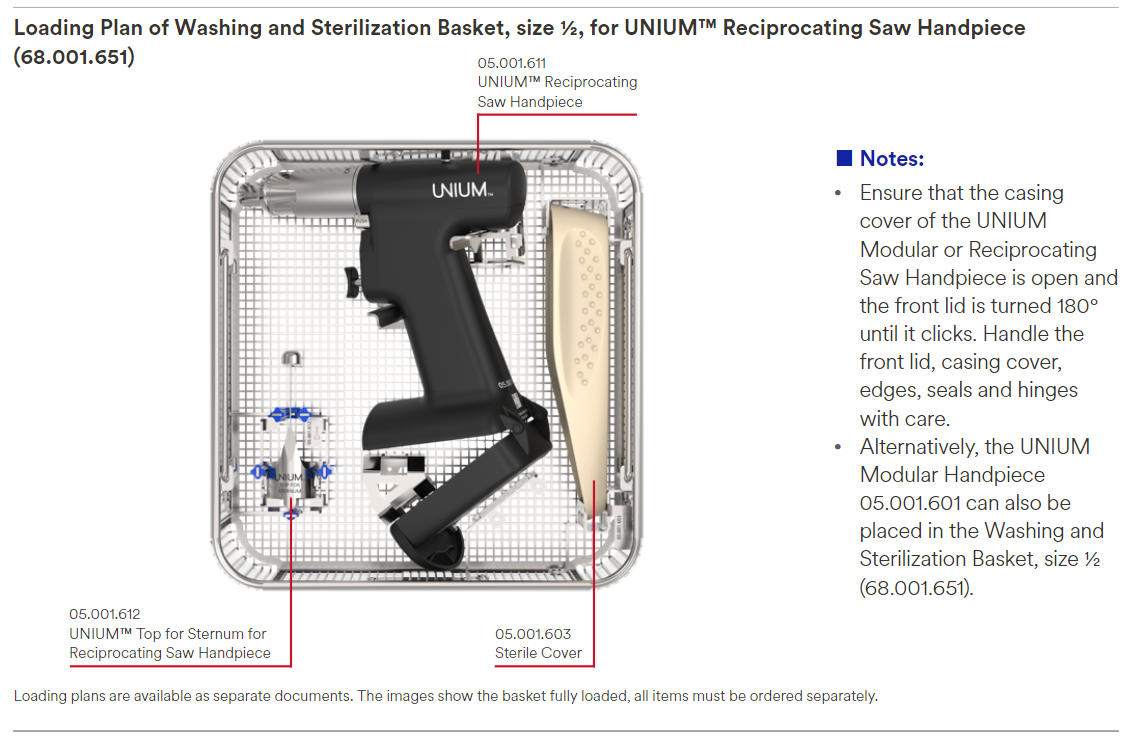 Loading Plan of Washing and Sterilization Basket, size ½, for UNIUM™ Reciprocating Saw Handpiece
(68.001.651)
05.001.611
UNIUM™ Reciprocating
Saw Handpiece
UNIUM™
PUSH
UNIUM
05.001.612
UNIUM™ Top for Sternum for
Reciprocating Saw Handpiece
05.001.603
Sterile Cover
Notes:
• Ensure that the casing
cover of the UNIUM
Modular or Reciprocating
Saw Handpiece is open and
the front lid is turned 180°
until it clicks. Handle the
front lid, casing cover,
edges, seals and hinges
with care.
• Alternatively, the UNIUM
Modular Handpiece
05.001.601 can also be
placed in the Washing and
Sterilization Basket, size ½
(68.001.651).
Loading plans are available as separate documents. The images show the basket fully loaded, all items must be ordered separately.